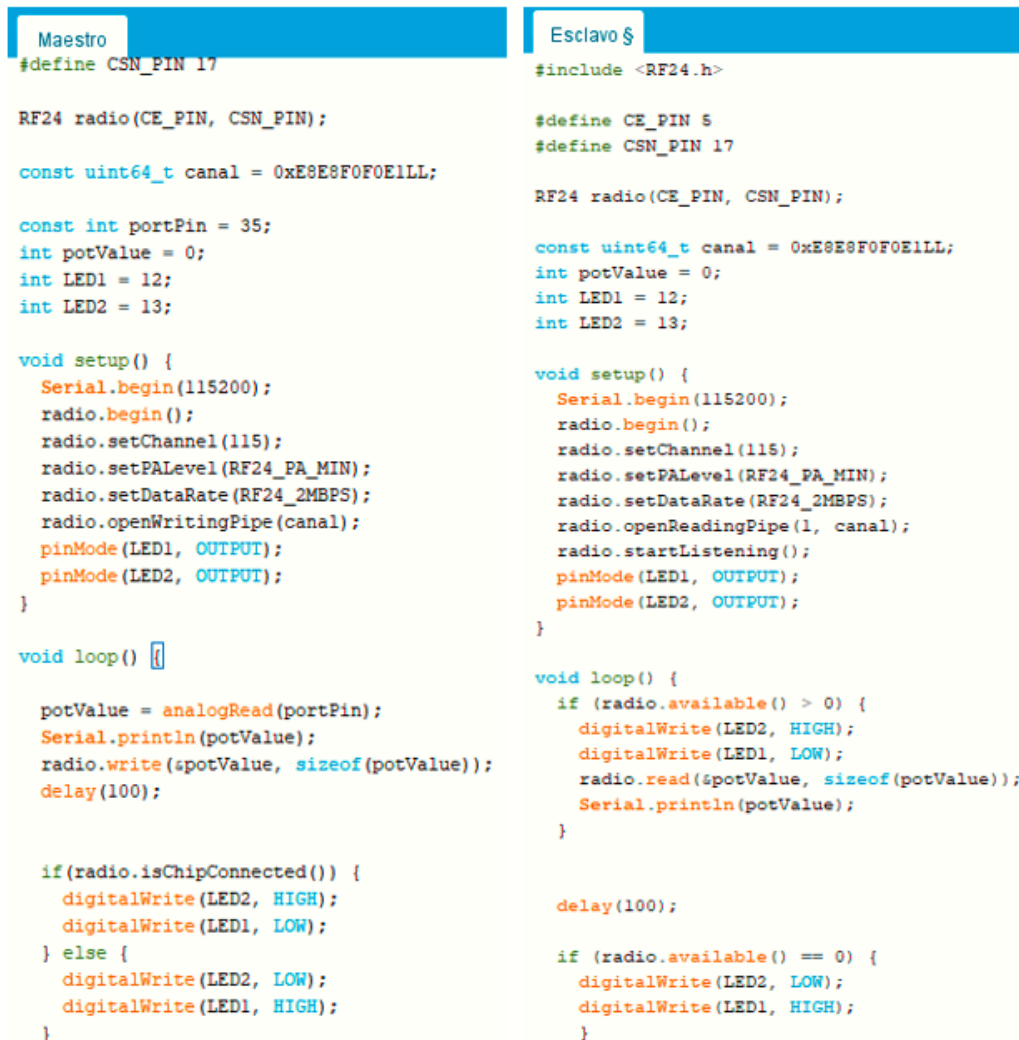 Maestro
#define CSN_PIN 17
RF24 radio(CE_PIN, CSN_PIN);
const uint64_t canal = 0xE8E8F0F0E1LL;
const int portPin = 35;
int potValue = 0;
int LED1 = 12;
int LED2 = 13;
void setup() {
Serial.begin(115200);
radio.begin();
radio.setChannel(115);
radio.setPALevel(RF24_PA_MIN);
radio.setDataRate(RF24_2MBPS);
radio.openWritingPipe(canal);
pinMode(LED1, OUTPUT);
pinMode(LED2, OUTPUT);
}
void loop() {
potValue = analogRead(portPin);
Serial.println(potValue);
radio.write(&potValue, sizeof(potValue));
delay(100);
if(radio.isChipConnected()) {
digitalWrite(LED2, HIGH);
digitalWrite(LED1, LOW);
} else {
digitalWrite(LED2, LOW);
digitalWrite(LED1, HIGH);
}
Esclavo §
#include <RF24.h>
#define CE_PIN 5
#define CSN_PIN 17
RF24 radio(CE_PIN, CSN_PIN);
const uint64_t canal = 0xE8E8F0F0E1LL;
int potValue = 0;
int LED1 = 12;
int LED2 = 13;
void setup() {
Serial.begin(115200);
radio.begin();
radio.setChannel(115);
radio.setPALevel(RF24_PA_MIN);
radio.setDataRate(RF24_2MBPS);
radio.openReadingPipe(1, canal);
radio.startListening();
pinMode(LED1, OUTPUT);
pinMode(LED2, OUTPUT);
}
void loop() {
if (radio.available() > 0) {
digitalWrite(LED2, HIGH);
digitalWrite(LED1, LOW);
radio.read(&potValue, sizeof(potValue));
Serial.println(potValue);
}
delay(100);
if (radio.available() == 0) {
digitalWrite(LED2, LOW);
digitalWrite(LED1, HIGH);
}